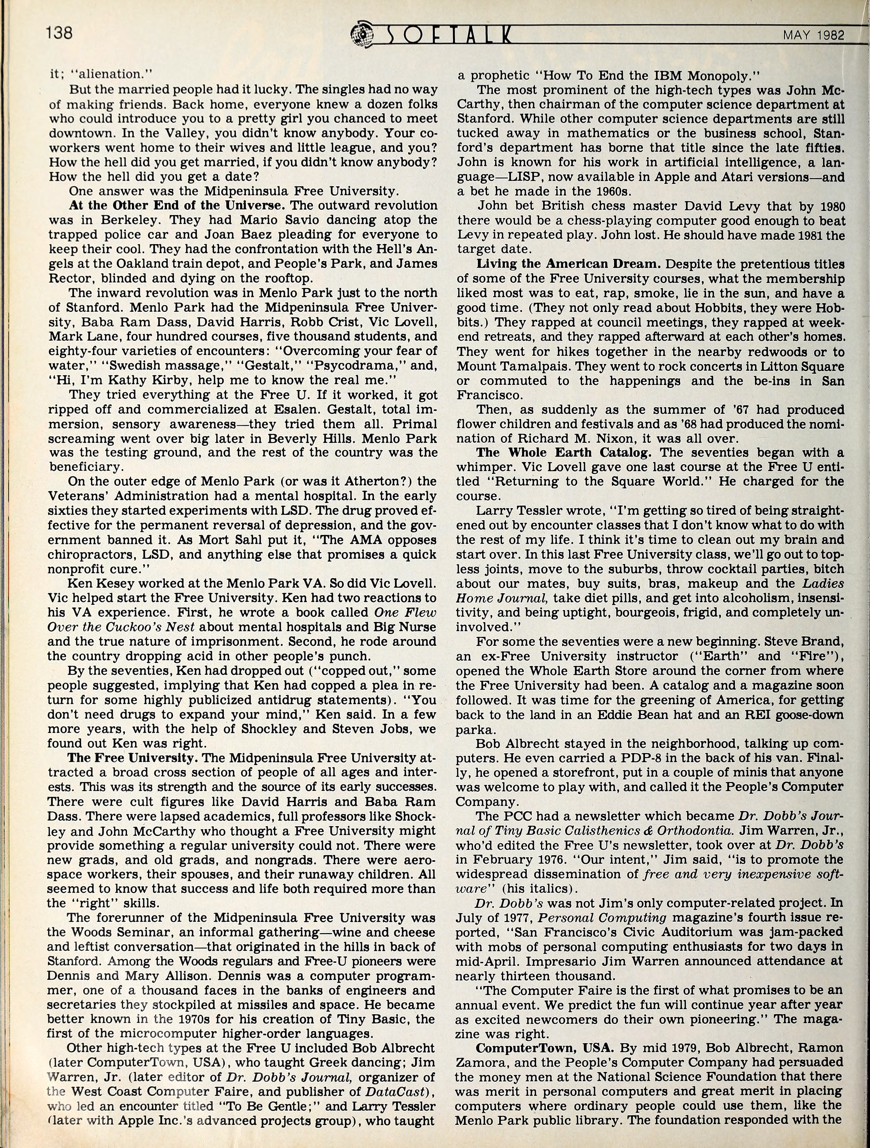 138
SOFTALK
MAY 1982
it; "alienation."
But the married people had it lucky. The singles had no way
of making friends. Back home, everyone knew a dozen folks
who could introduce you to a pretty girl you chanced to meet
downtown. In the Valley, you didn't know anybody. Your co-
workers went home to their wives and little league, and you?
How the hell did you get married, if you didn't know anybody?
How the hell did you get a date?
One answer was the Midpeninsula Free University.
At the Other End of the Universe. The outward revolution
was in Berkeley. They had Mario Savio dancing atop the
trapped police car and Joan Baez pleading for everyone to
keep their cool. They had the confrontation with the Hell's An-
gels at the Oakland train depot, and People's Park, and James
Rector, blinded and dying on the rooftop.
The inward revolution was in Menlo Park just to the north
of Stanford. Menlo Park had the Midpeninsula Free Univer-
sity, Baba Ram Dass, David Harris, Robb Crist, Vic Lovell,
Mark Lane, four hundred courses, five thousand students, and
eighty-four varieties of encounters: "Overcoming your fear of
water," "Swedish massage," "Gestalt," "Psycodrama," and,
"Hi, I'm Kathy Kirby, help me to know the real me."
They tried everything at the Free U. If it worked, it got
ripped off and commercialized at Esalen. Gestalt, total im-
mersion, sensory awareness—they tried them all. Primal
screaming went over big later in Beverly Hills. Menlo Park
was the testing ground, and the rest of the country was the
beneficiary.
On the outer edge of Menlo Park (or was it Atherton?) the
Veterans' Administration had a mental hospital. In the early
sixties they started experiments with LSD. The drug proved ef-
fective for the permanent reversal of depression, and the gov-
ernment banned it. As Mort Sahl put it, "The AMA opposes
chiropractors, LSD, and anything else that promises a quick
nonprofit cure."
Ken Kesey worked at the Menlo Park VA. So did Vic Lovell.
Vic helped start the Free University. Ken had two reactions to
his VA experience. First, he wrote a book called One Flew
Over the Cuckoo's Nest about mental hospitals and Big Nurse
and the true nature of imprisonment. Second, he rode around
the country dropping acid in other people's punch.
By the seventies, Ken had dropped out ("copped out," some
people suggested, implying that Ken had copped a plea in re-
turn for some highly publicized antidrug statements). "You
don't need drugs to expand your mind," Ken said. In a few
more years, with the help of Shockley and Steven Jobs, we
found out Ken was right.
The Free University. The Midpeninsula Free University at-
tracted a broad cross section of people of all ages and inter-
ests. This was its strength and the source of its early successes.
There were cult figures like David Harris and Baba Ram
Dass. There were lapsed academics, full professors like Shock-
ley and John McCarthy who thought a Free University might
provide something a regular university could not. There were
new grads, and old grads, and nongrads. There were aero-
space workers, their spouses, and their runaway children. All
seemed to know that success and life both required more than
the "right" skills.
The forerunner of the Midpeninsula Free University was
the Woods Seminar, an informal gathering—wine and cheese
and leftist conversation—that originated in the hills in back of
Stanford. Among the Woods regulars and Free-U pioneers were
Dennis and Mary Allison. Dennis was a computer program-
mer, one of a thousand faces in the banks of engineers and
secretaries they stockpiled at missiles and space. He became
better known in the 1970s for his creation of Tiny Basic, the
first of the microcomputer higher-order languages.
Other high-tech types at the Free U included Bob Albrecht
(later ComputerTown, USA), who taught Greek dancing; Jim
Warren, Jr. (later editor of Dr. Dobb's Journal, organizer of
the West Coast Computer Faire, and publisher of DataCast),
who led an encounter titled "To Be Gentle;" and Larry Tessler
(later with Apple Inc.'s advanced projects group), who taught
a prophetic "How To End the IBM Monopoly."
The most prominent of the high-tech types was John Mc-
Carthy, then chairman of the computer science department at
Stanford. While other computer science departments are still
tucked away in mathematics or the business school, Stan-
ford's department has borne that title since the late fifties.
John is known for his work in artificial intelligence, a lan-
guage—LISP, now available in Apple and Atari versions—and
a bet he made in the 1960s.
John bet British chess master David Levy that by 1980
there would be a chess-playing computer good enough to beat
Levy in repeated play. John lost. He should have made 1981 the
target date.
Living the American Dream. Despite the pretentious titles
of some of the Free University courses, what the membership
liked most was to eat, rap, smoke, lie in the sun, and have a
good time. (They not only read about Hobbits, they were Hob-
bits.) They rapped at council meetings, they rapped at week-
end retreats, and they rapped afterward at each other's homes.
They went for hikes together in the nearby redwoods or to
Mount Tamalpais. They went to rock concerts in Litton Square
or commuted to the happenings and the be-ins in San
Francisco.
Then, as suddenly as the summer of '67 had produced
flower children and festivals and as '68 had produced the nomi-
nation of Richard M. Nixon, it was all over.
The Whole Earth Catalog. The seventies began with a
whimper. Vic Lovell gave one last course at the Free U enti-
tled "Returning to the Square World." He charged for the
course.
Larry Tessler wrote, "I'm getting so tired of being straight-
ened out by encounter classes that I don't know what to do with
the rest of my life. I think it's time to clean out my brain and
start over. In this last Free University class, we'll go out to top-
less joints, move to the suburbs, throw cocktail parties, bitch
about our mates, buy suits, bras, makeup and the Ladies
Home Journal, take diet pills, and get into alcoholism, insensi-
tivity, and being uptight, bourgeois, frigid, and completely un-
involved."
For some the seventies were a new beginning. Steve Brand,
an ex-Free University instructor ("Earth" and "Fire"),
opened the Whole Earth Store around the corner from where
the Free University had been. A catalog and a magazine soon
followed. It was time for the greening of America, for getting
back to the land in an Eddie Bean hat and an REI goose-down
parka.
Bob Albrecht stayed in the neighborhood, talking up com-
puters. He even carried a PDP-8 in the back of his van. Final-
ly, he opened a storefront, put in a couple of minis that anyone
was welcome to play with, and called it the People's Computer
Company.
The PCC had a newsletter which became Dr. Dobb's Jour-
nal of Tiny Basic Calisthenics & Orthodontia. Jim Warren, Jr.,
who'd edited the Free U's newsletter, took over at Dr. Dobb's
in February 1976. "Our intent," Jim said, "is to promote the
widespread dissemination of free and very inexpensive soft-
ware" (his italics).
Dr. Dobb's was not Jim's only computer-related project. In
July of 1977, Personal Computing magazine's fourth issue re-
ported, "San Francisco's Civic Auditorium was jam-packed
with mobs of personal computing enthusiasts for two days in
mid-April. Impresario Jim Warren announced attendance at
nearly thirteen thousand.
"The Computer Faire is the first of what promises to be an
annual event. We predict the fun will continue year after year
as excited newcomers do their own pioneering." The maga-
zine was right.
ComputerTown, USA. By mid 1979, Bob Albrecht, Ramon
Zamora, and the People's Computer Company had persuaded
the money men at the National Science Foundation that there
was merit in personal computers and great merit in placing
computers where ordinary people could use them, like the
Menlo Park public library. The foundation responded with the